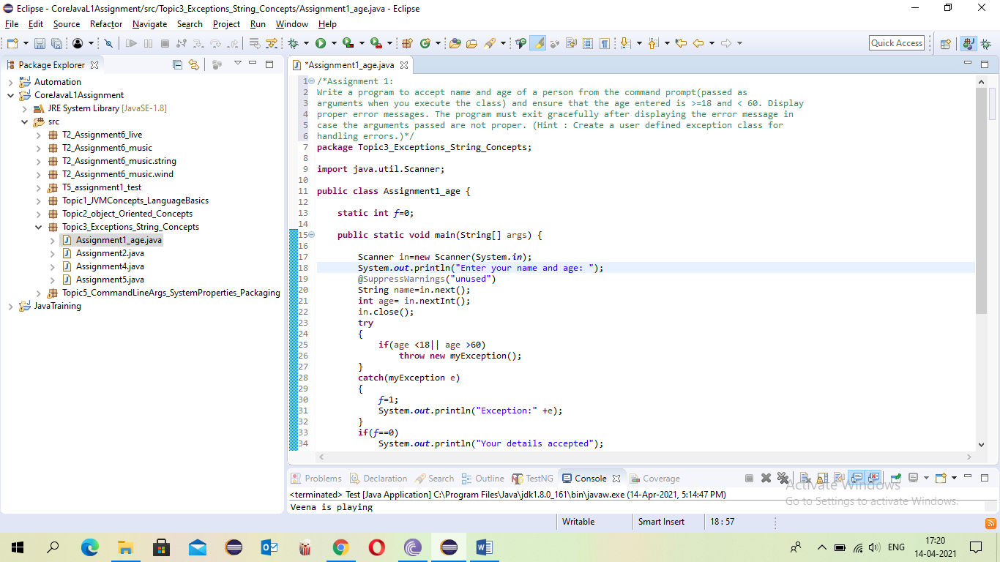 Eclipse - CoreJavaL1Assignment/src/Topic3_Exceptions_String_Concepts/Assignment1_age.java - Eclipse
File Edit Source Refactor Navigate Search Project Run Window Help
Quick Access
Package Explorer
Automation
CoreJavaL1Assignment
JRE System Library [JavaSE-1.8]
src
T2_Assignment6_live
T2_Assignment6_music
T2_Assignment6_music.string
T2_Assignment6_music.wind
T5_assignment1_test
Topic1_JVMConcepts_LanguageBasics
Topic2_object_Oriented_Concepts
Topic3_Exceptions_String_Concepts
Assignment1_age.java
Assignment2.java
Assignment4.java
Assignment5.java
Topic5_CommandLineArgs_SystemProperties_Packaging
JavaTraining
*Assignment1_age.java
1 /*Assignment 1:
2 Write a program to accept name and age of a person from the command prompt(passed as
3 arguments when you execute the class) and ensure that the age entered is >=18 and < 60. Display
4 proper error messages. The program must exit gracefully after displaying the error message in
5 case the arguments passed are not proper. (Hint : Create a user defined exception class for
6 handling errors.)*/
7 package Topic3_Exceptions_String_Concepts;
8
9 import java.util.Scanner;
10
11 public class Assignment1_age {
12
13 static int f=0;
14
15 public static void main(String[] args) {
16
17 Scanner in=new Scanner(System.in);
18 System.out.println("Enter your name and age: ");
19 @SuppressWarnings("unused")
20 String name=in.next();
21 int age= in.nextInt();
22 in.close();
23 try
24 {
25 if(age <18|| age >60)
26 throw new myException();
27 }
28 catch(myException e)
29 {
30 f=1;
31 System.out.println("Exception:" +e);
32 }
33 if(f==0)
34 System.out.println("Your details accepted");
Problems Declaration Search Outline TestNG Console Coverage
<terminated> Test [Java Application] C:\Program Files\Java\jdk1.8.0_161\bin\javaw.exe (14-Apr-2021, 5:14:47 PM)
Veena is playing
Activate Windows
Go to Settings to activate Windows.
Writable Smart Insert 18 : 57
ENG
17:20
14-04-2021